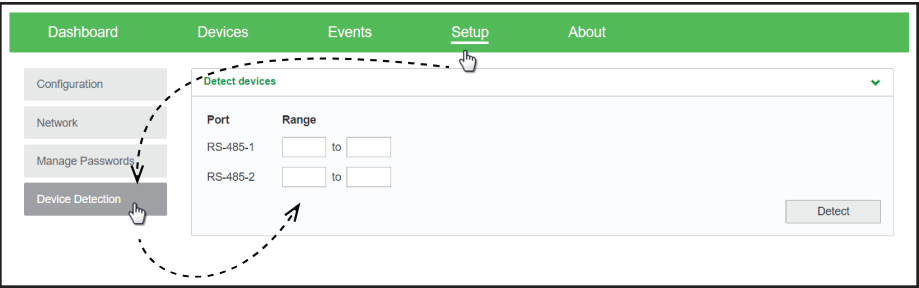 Dashboard Devices Events Setup About
Configuration
Network
Manage Passwords
Device Detection
Detect devices
Port Range
RS-485-1 to
RS-485-2 to
Detect